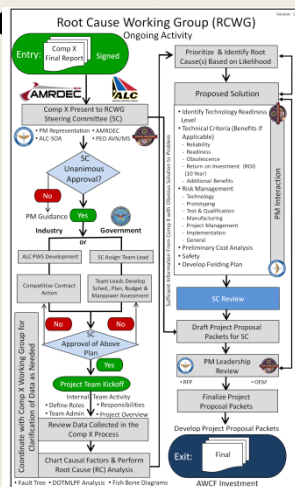 Root Cause Working Group (RCWG)
Ongoing Activity
Entry:
Comp X
Final Report
Signed
AMRDEC
ALC
Comp X Present to RCWG
Steering Committee (SC)
• PM Representation • AMRDEC
• ALC-SOA • PEO AVN/MS
SC
Unanimous
Approval?
No
PM Guidance
Yes
Industry
Government
or
ALC PWS Development
SC Assign Team Lead
Competitive Contract
Action
Team Leads Develop
Sched., Plan, Budget &
Manpower Assessment
No
No
SC
Approval of Above
Plan
Yes
Project Team Kickoff
Internal Team Activity
• Define Roles • Responsibilities
• Team Admin • Project Overview
Review Data Collected in the
Comp X Process
Chart Causal Factors & Perform
Root Cause (RC) Analysis
• Fault Tree • DOTMLPF Analysis • Fish Bone Diagrams
Coordinate with Comp X Working Group for
Clarification of Data as Needed
Sufficient Information From Comp X with Obvious Solution to Problem
Prioritize & Identify Root
Cause(s) Based on Likelihood
Proposed Solution
• Identify Technology Readiness
Level
• Technical Criteria (Benefits if
Applicable)
- Reliability
- Readiness
- Obsolescence
- Return on Investment (ROI)
(10 Year)
- Additional Benefits
• Risk Management
- Technology
- Prototyping
- Test & Qualification
- Manufacturing
- Project Management
- Implementation
- General
• Preliminary Cost Analysis
• Safety
• Develop Fielding Plan
PM Interaction
SC Review
Draft Project Proposal
Packets for SC
PM Leadership
Review
• RFP
• OEM
Finalize Project
Proposal Packets
Develop Project Proposal Packets
Exit:
Final
AWCF Investment